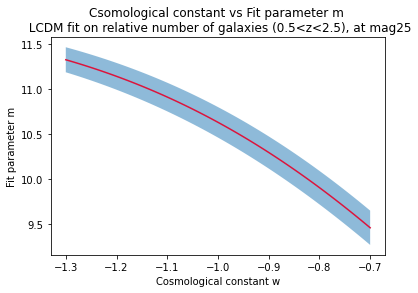 Csomological constant vs Fit parameter m
LCDM fit on relative number of galaxies (0.5<z<2.5), at mag25
11.5
11.0
10.5
10.0
9.5
Fit parameter m
−1.3 −1.2 −1.1 −1.0 −0.9 −0.8 −0.7
Cosmological constant w